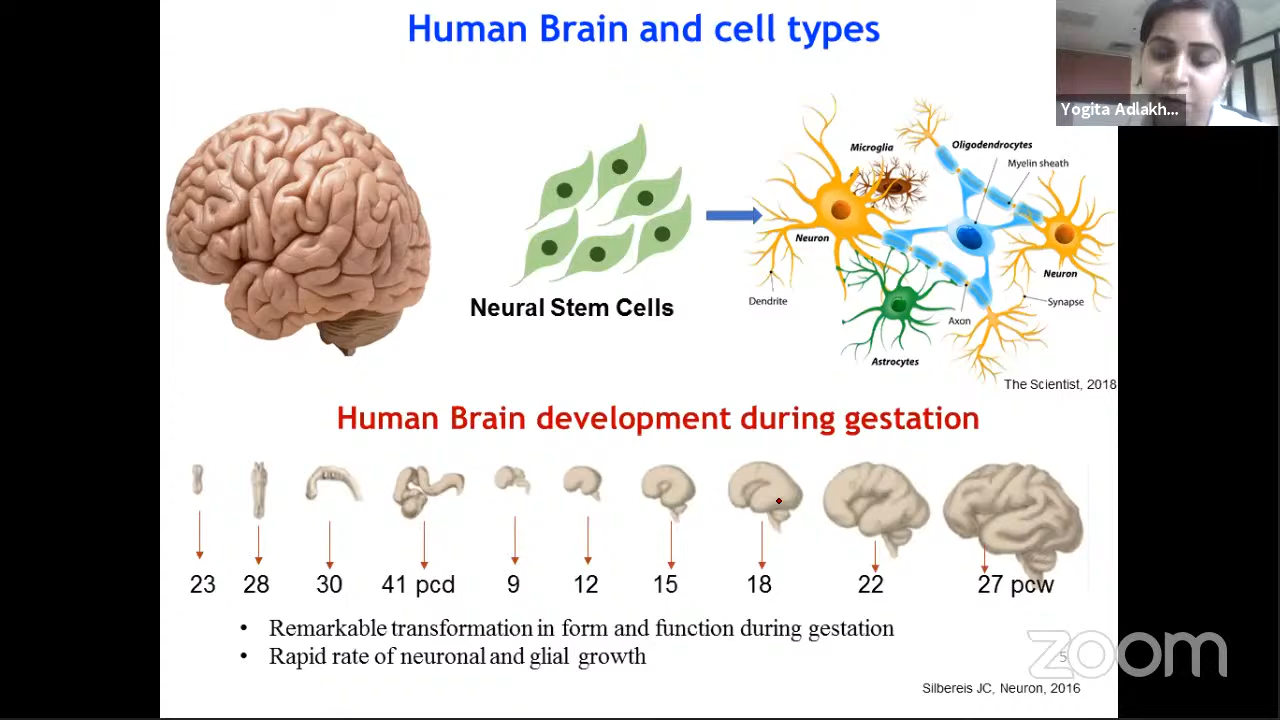 Human Brain and cell types
Yogita Adlakh...
Microglia
Oligodendrocytes
Myelin sheath
Neuron
Neuron
Dendrite
Synapse
Axon
Astrocytes
Neural Stem Cells
The Scientist, 2018
Human Brain development during gestation
23 28 30 41 pcd 9 12 15 18 22 27 pcw
• Remarkable transformation in form and function during gestation
• Rapid rate of neuronal and glial growth
5
zoom
Silbereis JC, Neuron, 2016